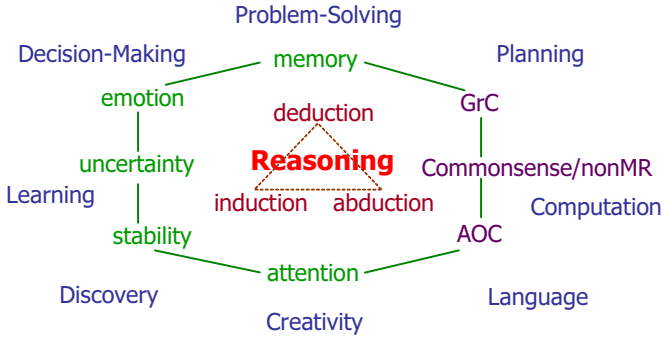 Problem-Solving
Decision-Making
memory
Planning
emotion
GrC
deduction
uncertainty
Reasoning
Commonsense/nonMR
Learning
induction
abduction
Computation
stability
AOC
attention
Discovery
Language
Creativity